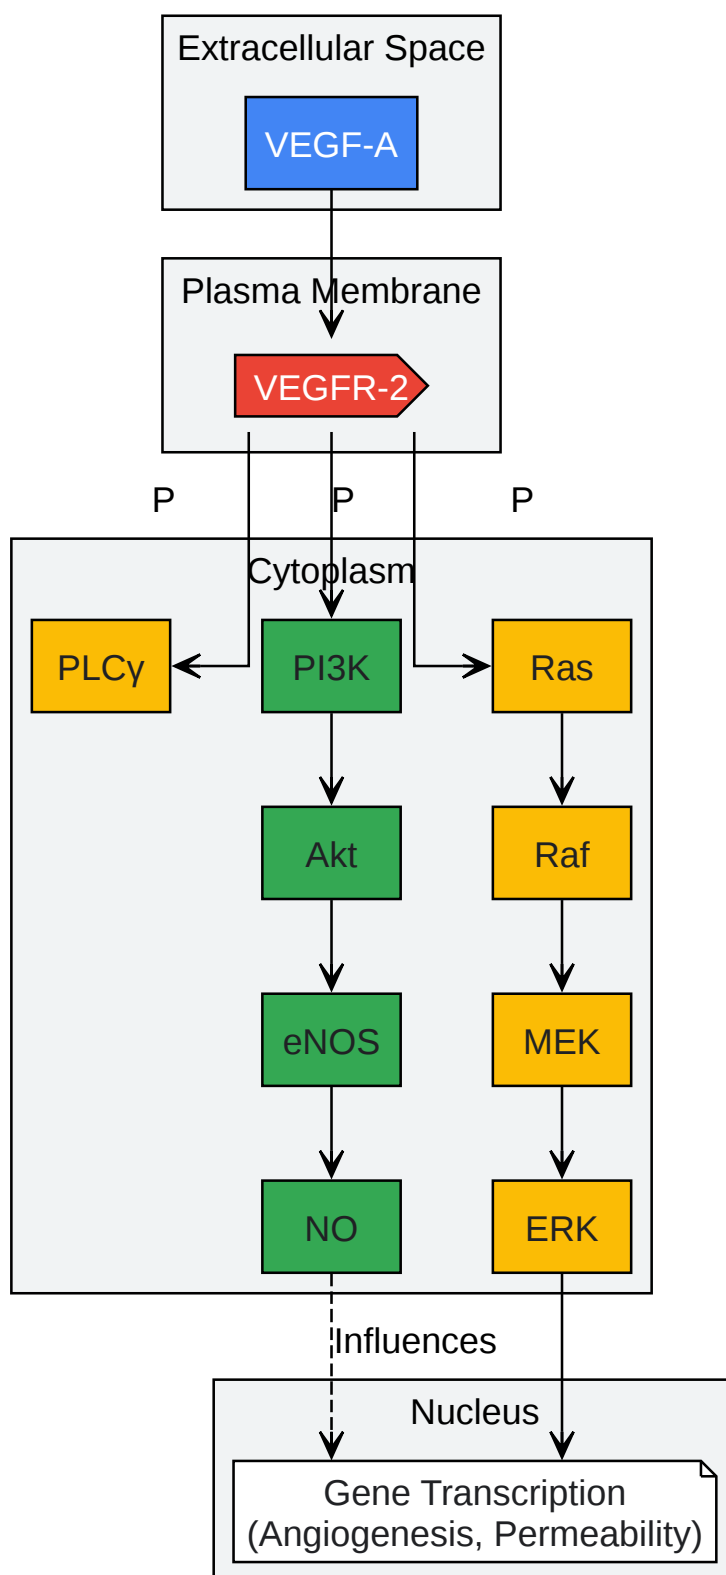 Extracellular Space
VEGF-A
Plasma Membrane
VEGFR-2
P
P
P
Cytoplasm
PLCγ
PI3K
Ras
Akt
Raf
eNOS
MEK
NO
ERK
Influences
Nucleus
Gene Transcription
(Angiogenesis, Permeability)